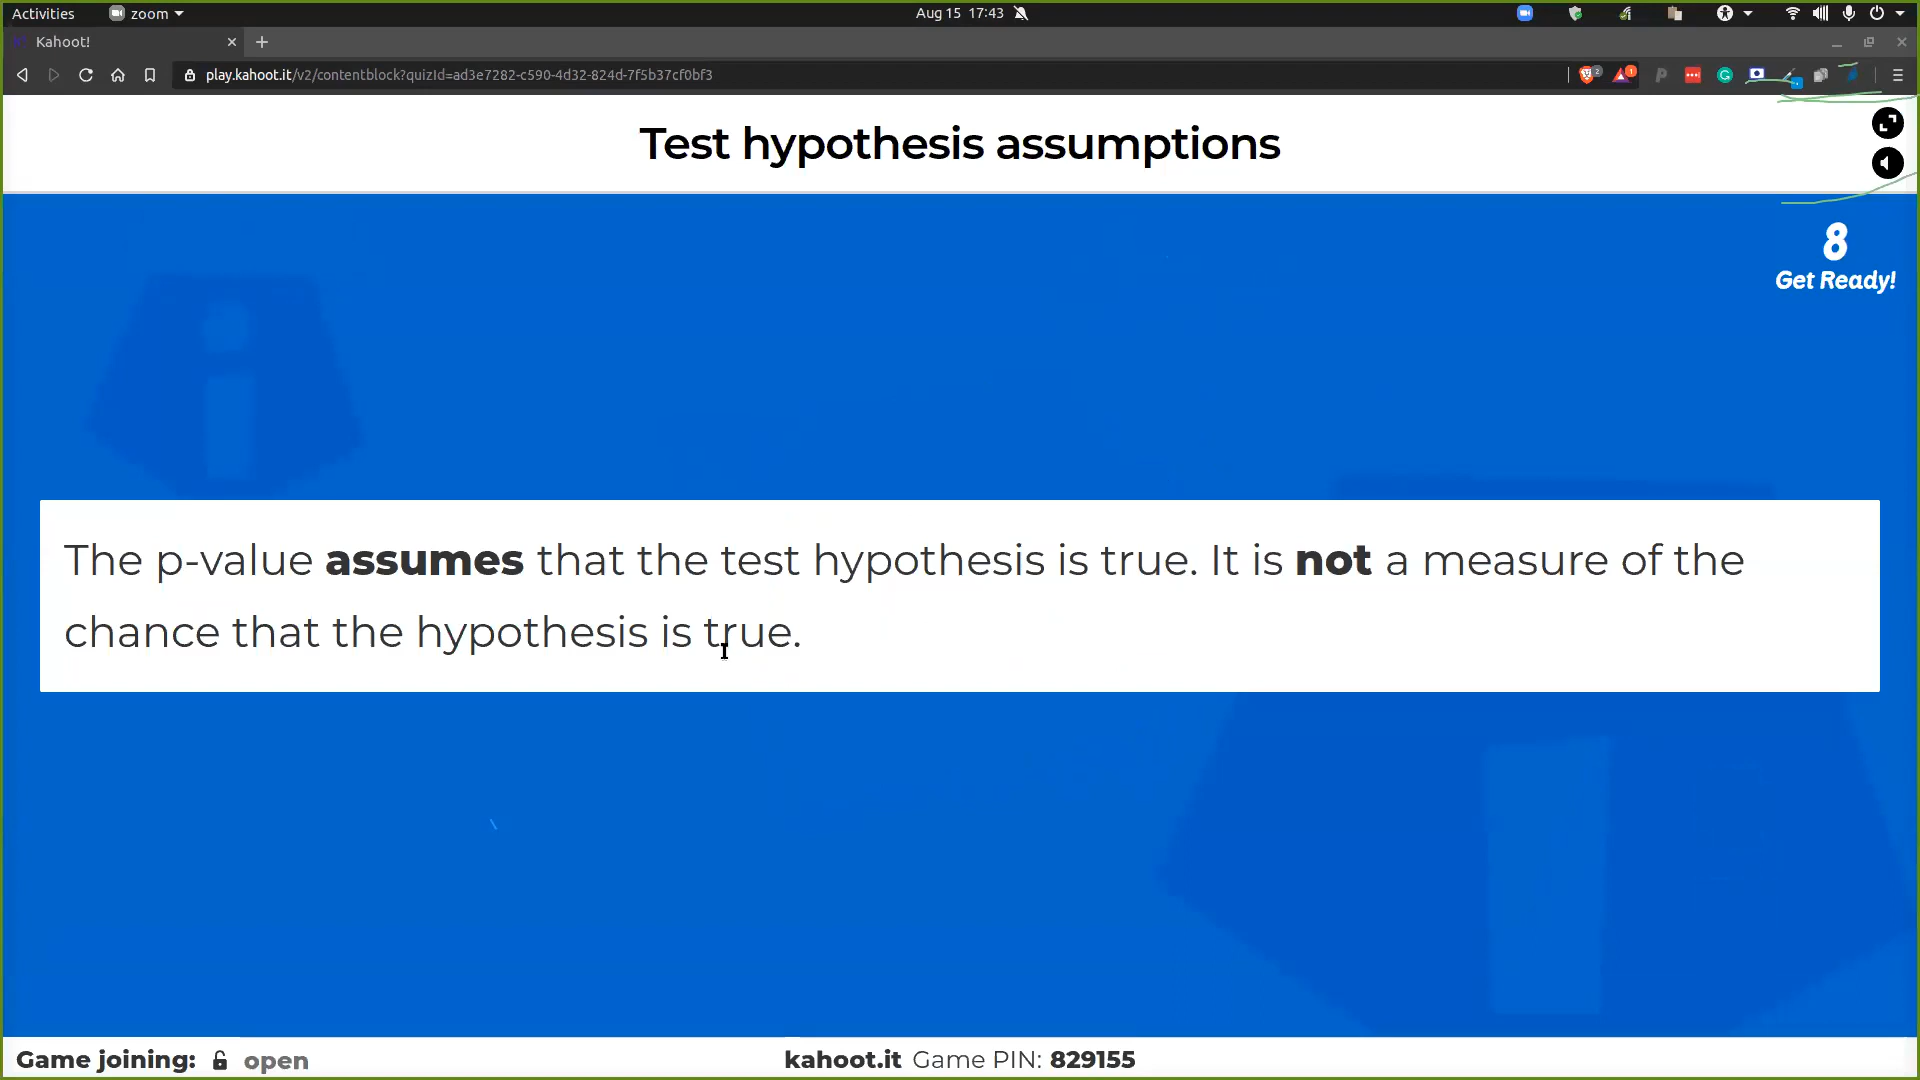 Activities zoom Aug 15 17:43
Kahoot!
play.kahoot.it/v2/contentblock?quizId=ad3e7282-c590-4d32-824d-7f5b37cf0bf3
Test hypothesis assumptions
8
Get Ready!
The p-value assumes that the test hypothesis is true. It is not a measure of the
chance that the hypothesis is true.
Game joining: open kahoot.it Game PIN: 829155